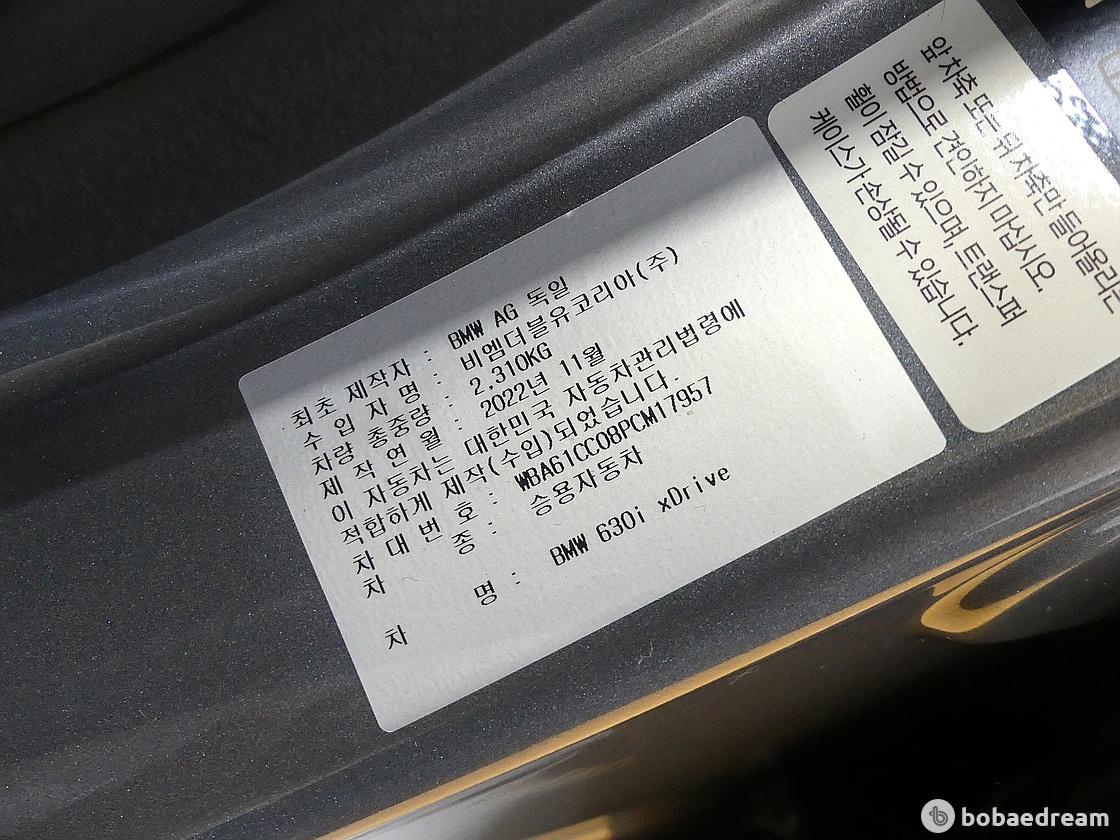 최초 제작자 : BMW AG 독일
수 입 자 명 : 비엠더블유코리아(주)
차량 총중량 : 2,310KG
제 작 연 월 : 2022년 11월
이 자동차는 대한민국 자동차관리법령에
적합하게 제작(수입)되었습니다.
차 대 번 호 : WBA61CC08PCM17957
차 종 : 승용자동차
차 명 : BMW 630i xDrive
앞 차축 또는 뒤 차축만 들어올리는
방법으로 견인하지 마십시오.
휠이 잠길 수 있으며, 트랜스퍼
케이스가 손상될 수 있습니다.
bobaedream